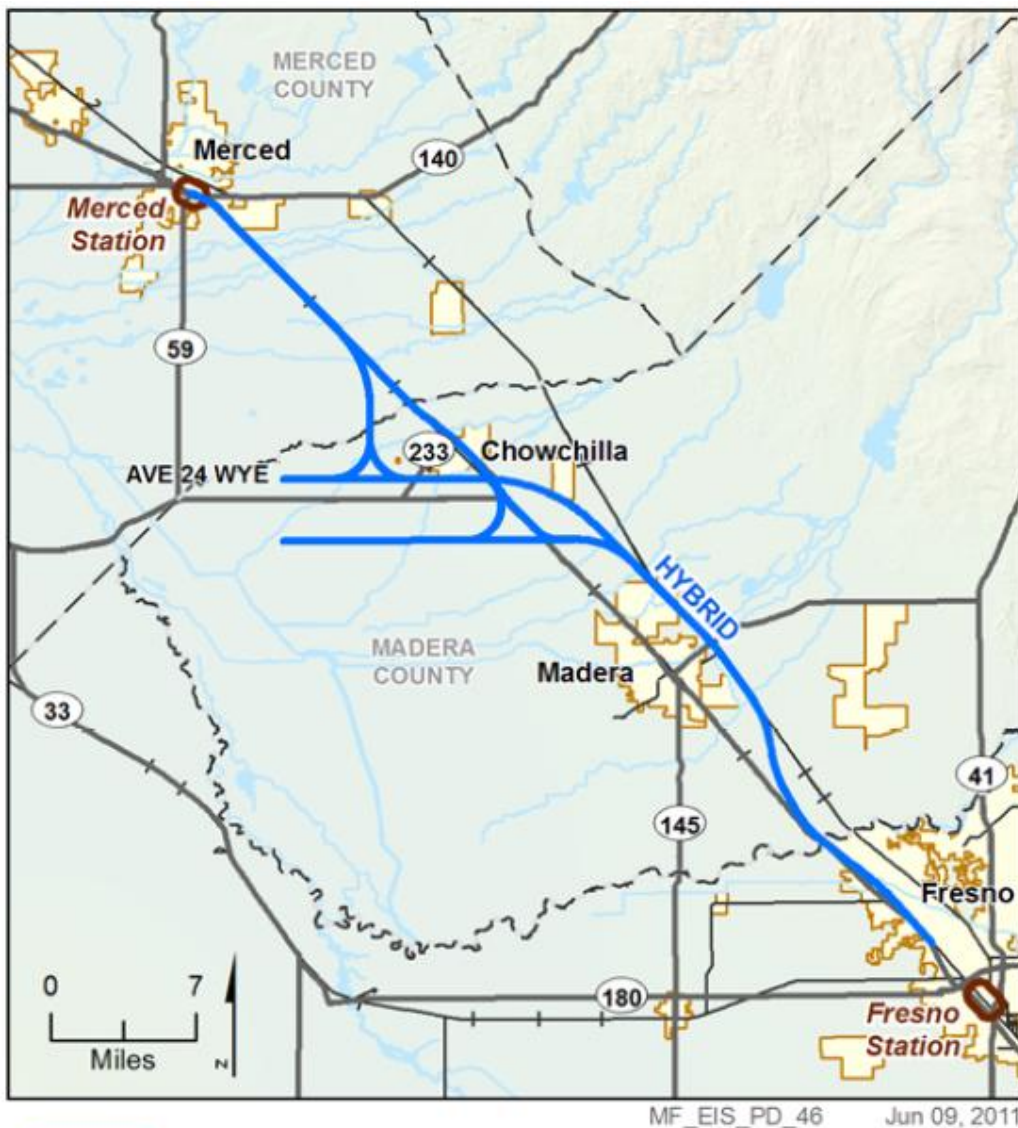 MERCED
COUNTY
Merced
140
Merced
Station
59
233
Chowchilla
AVE 24 WYE
HYBRID
MADERA
COUNTY
Madera
33
41
145
Fresno
0 7
Miles
N
180
Fresno
Station
MF_EIS_PD_46 Jun 09, 2011